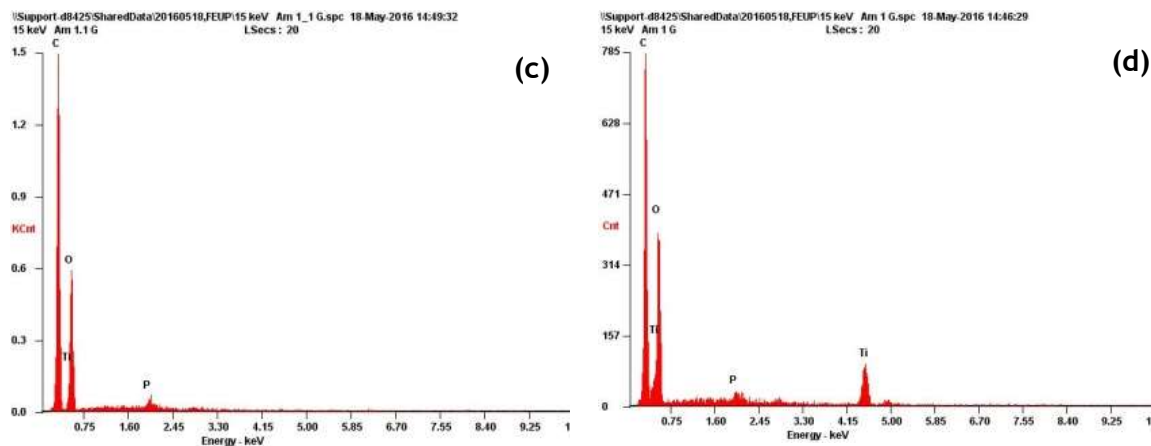 \\Support-d8425\SharedData\20160518,FEUP\15 keV Am 1_1 G.spc 18-May-2016 14:49:32
15 keV Am 1.1 G LSecs : 20
C
1.5
(c)
1.2
0.9
KCnt
O
0.6
0.3
Ti
P
0.0
0.75 1.60 2.45 3.30 4.15 5.00 5.85 6.70 7.55 8.40 9.25 1
Energy - keV
\\Support-d8425\SharedData\20160518,FEUP\15 keV Am 1 G.spc 18-May-2016 14:46:29
15 keV Am 1 G LSecs : 20
C
785
(d)
628
471
O
Cnt
314
Ti
157
Ti
P
0
0.75 1.60 2.45 3.30 4.15 5.00 5.85 6.70 7.55 8.40 9.25 1
Energy - keV